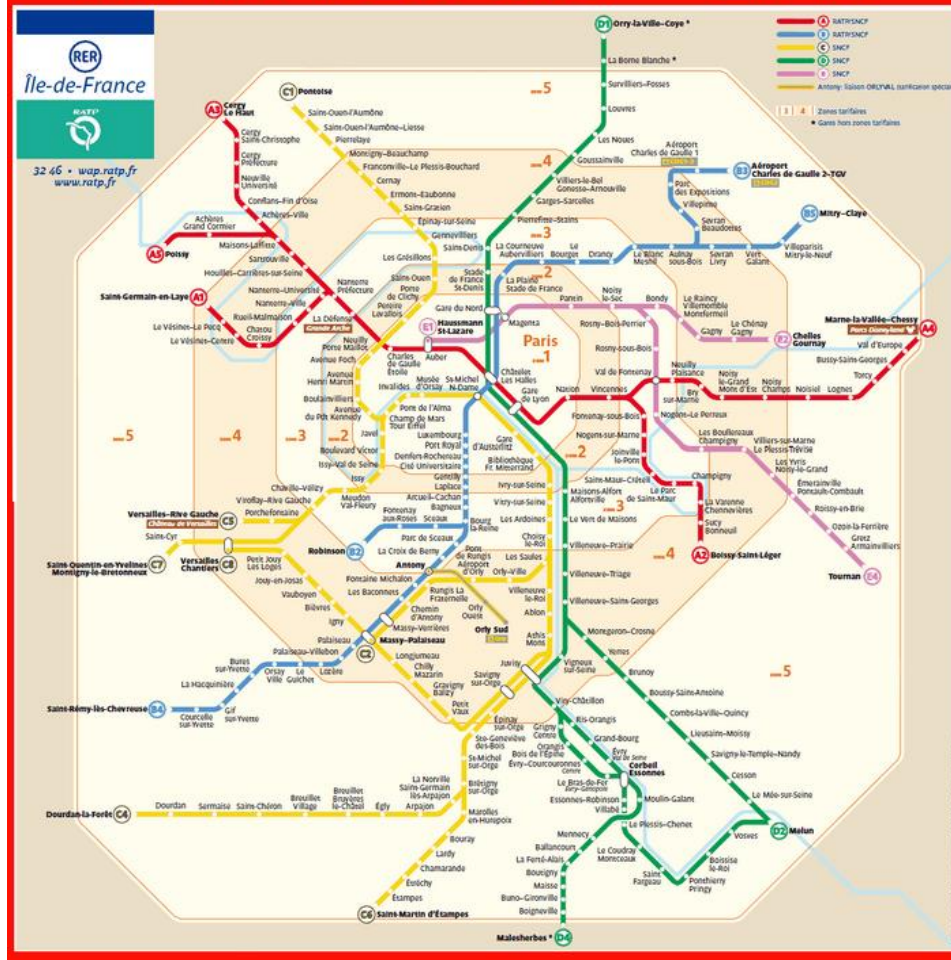 RER
Île-de-France
RATP
32 46 • wap.ratp.fr
www.ratp.fr
A RATP/SNCF
B RATP/SNCF
C SNCF
D SNCF
E SNCF
Zones tarifaires
* Gares hors zones tarifaires
D1 Orry-la-Ville-Coye *
La Borne Blanche *
Survilliers-Fosses
Louvres
Les Noues
Goussainville
Villiers-le-Bel
Gonesse-Arnouville
Garges-Sarcelles
Pierrefitte-Stains
Saint-Denis
Stade
de France
St-Denis
C1 Pontoise
Saint-Ouen-l'Aumône
Saint-Ouen-l'Aumône-Liesse
Pierrelaye
Montigny-Beauchamp
Franconville-Le Plessis-Bouchard
Cernay
Ermont-Eaubonne
Saint-Gratien
Épinay-sur-Seine
Gennevilliers
Les Grésillons
Saint-Ouen
Porte
de Clichy
Pereire
Levallois
Neuilly
Porte Maillot
Avenue Foch
Avenue
Henri Martin
Boulainvilliers
Avenue
du Pdt Kennedy
A3 Cergy
Le Haut
Cergy
Saint-Christophe
Cergy
Préfecture
Neuville
Université
Conflans-Fin d'Oise
Achères-Ville
Achères
Grand Cormier
A5 Poissy
Maisons-Laffitte
Sartrouville
Houilles-Carrières-sur-Seine
Nanterre-Université
Nanterre
Préfecture
Nanterre-Ville
Rueil-Malmaison
Chatou
Croissy
Le Vésinet-Le Pecq
Le Vésinet-Centre
A1 Saint-Germain-en-Laye
La Défense
Grande Arche
Charles
de Gaulle
Étoile
Auber
E1 Haussmann
St-Lazare
Gare du Nord
Magenta
Paris
Châtelet
Les Halles
Gare
de Lyon
Nation
Vincennes
Aéroport
Charles de Gaulle 1
B3 Aéroport
Charles de Gaulle 2-TGV
Parc
des Expositions
Villepinte
Sevran
Beaudottes
B5 Mitry-Claye
Villeparisis
Mitry-le-Neuf
Vert
Galant
Sevran
Livry
Aulnay
sous-Bois
Le Blanc
Mesnil
Drancy
Le
Bourget
La Courneuve
Aubervilliers
La Plaine
Stade de France
Pantin
Noisy
le-Sec
Bondy
Le Raincy
Villemomble
Montfermeil
Gagny
Le Chénay
Gagny
E2 Chelles
Gournay
Rosny-Bois-Perrier
Rosny-sous-Bois
Val de Fontenay
Marne-la-Vallée-Chessy
Parcs Disneyland
A4
Val d'Europe
Bussy-Saint-Georges
Torcy
Lognes
Noisiel
Noisy
Champs
Noisy
le-Grand
Mont d'Est
Bry
sur-Marne
Neuilly
Plaisance
Fontenay-sous-Bois
Nogent-sur-Marne
Joinville
le-Pont
Saint-Maur-Créteil
Le Parc
de Saint-Maur
Champigny
La Varenne
Chennevières
Sucy
Bonneuil
A2 Boissy-Saint-Léger
Nogent-Le Perreux
Les Boullereaux
Champigny
Villiers-sur-Marne
Le Plessis-Trévise
Les Yvris
Noisy-le-Grand
Émerainville
Pontault-Combault
Roissy-en-Brie
Ozoir-la-Ferrière
Gretz
Armainvilliers
Tournan E4
Musée
d'Orsay
St-Michel
N-Dame
Invalides
Pont de l'Alma
Champ de Mars
Tour Eiffel
Javel
Boulevard Victor
Issy-Val de Seine
Issy
Meudon
Val-Fleury
Chaville-Vélizy
Viroflay-Rive Gauche
Porchefontaine
Versailles-Rive Gauche
Château de Versailles
C5
Saint-Cyr
C7 Saint-Quentin-en-Yvelines
Montigny-le-Bretonneux
Versailles
Chantiers
C8
Petit Jouy
Les Loges
Jouy-en-Josas
Vauboyen
Bièvres
Igny
Luxembourg
Port Royal
Denfert-Rochereau
Cité Universitaire
Gentilly
Laplace
Arcueil-Cachan
Bagneux
Bourg
la-Reine
Fontenay
aux-Roses
Sceaux
Robinson B2
Parc de Sceaux
La Croix de Berny
Antony
Fontaine Michalon
Les Baconnets
Massy-Verrières
C2 Massy-Palaiseau
Palaiseau
Palaiseau-Villebon
Lozère
Le
Guichet
Orsay
Ville
Bures
sur-Yvette
La Hacquinière
Gif
sur-Yvette
Courcelle
sur-Yvette
Saint-Rémy-lès-Chevreuse B4
Gare
d'Austerlitz
Bibliothèque
Fr. Mitterrand
Ivry-sur-Seine
Vitry-sur-Seine
Les Ardoines
Choisy
le-Roi
Les Saules
Orly-Ville
Pont
de Rungis
Aéroport
d'Orly
Rungis La
Fraternelle
Chemin
d'Antony
Orly
Ouest
Orly Sud
Villeneuve
le-Roi
Ablon
Athis
Mons
Juvisy
Savigny
sur-Orge
Longjumeau
Chilly
Mazarin
Gravigny
Balizy
Petit
Vaux
Épinay
sur-Orge
Ste-Geneviève
des-Bois
St-Michel
sur-Orge
Brétigny
sur-Orge
La Norville
Saint-Germain
lès-Arpajon
Arpajon
Égly
Breuillet
Bruyères
le-Châtel
Breuillet
Village
Saint-Chéron
Sermaise
Dourdan
Dourdan-la-Forêt C4
Marolles
en-Hurepoix
Bouray
Lardy
Chamarande
Étréchy
Étampes
C6 Saint-Martin d'Étampes
Maisons-Alfort
Alfortville
Le Vert de Maisons
Villeneuve-Prairie
Villeneuve-Triage
Villeneuve-Saint-Georges
Montgeron-Crosne
Yerres
Brunoy
Boussy-Saint-Antoine
Combs-la-Ville-Quincy
Lieusaint-Moissy
Savigny-le-Temple-Nandy
Cesson
Le Mée-sur-Seine
D2 Melun
Vosves
Boissise
le-Roi
Ponthierry
Pringy
Saint
Fargeau
Le Coudray
Montceaux
Le Plessis-Chenet
Moulin-Galant
Corbeil
Essonnes
Vigneux
sur-Seine
Viry-Châtillon
Ris-Orangis
Grand-Bourg
Évry
Val de Seine
Grigny
Centre
Orangis
Bois de l'Épine
Évry-Courcouronnes
Centre
Le Bras-de-Fer
Évry-Génopole
Essonnes-Robinson
Villabé
Mennecy
Ballancourt
La Ferté-Alais
Boutigny
Maisse
Buno-Gironville
Boigneville
Malesherbes * D4